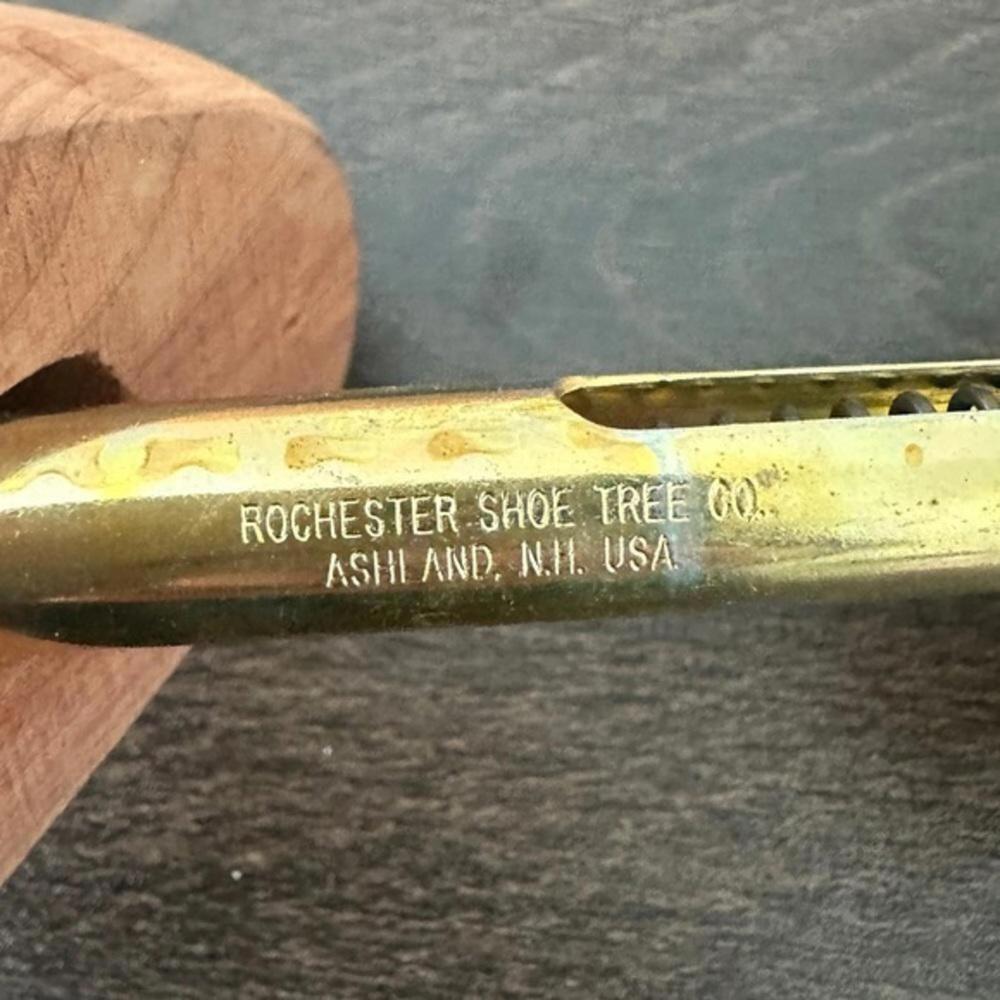 ROCHESTER SHOE TREE CO.
ASHLAND, N.H. USA